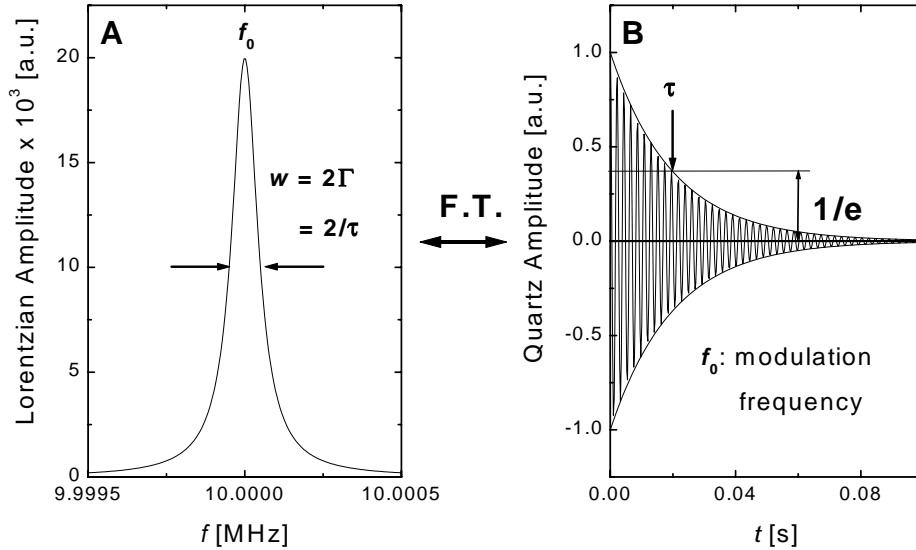 A
f₀
Lorentzian Amplitude x 10³ [a.u.]
20
15
10
5
0
w = 2Γ
= 2/τ
9.9995
10.0000
10.0005
f [MHz]
F.T.
B
τ
Quartz Amplitude [a.u.]
1.0
0.5
0.0
-0.5
-1.0
1/e
f₀: modulation
frequency
0.00
0.04
0.08
t [s]